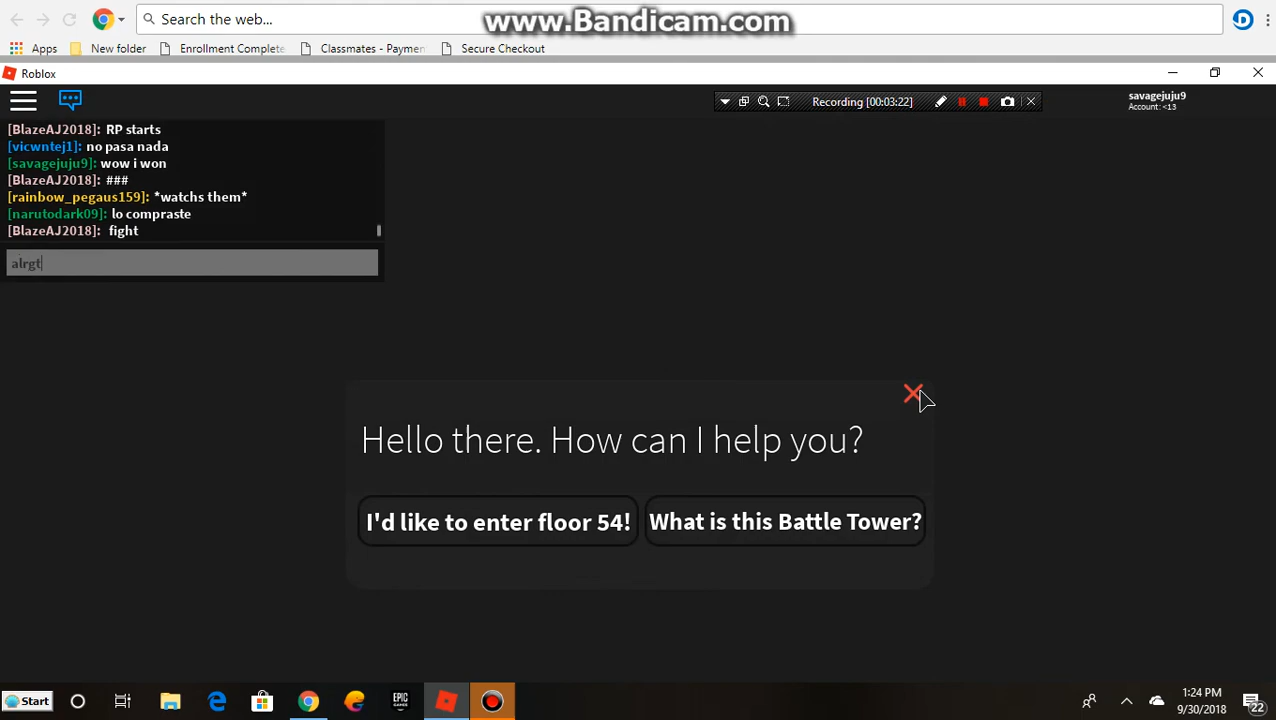 Search the web...
www.Bandicam.com
Apps
New folder
Enrollment Complete
Classmates - Paymen
Secure Checkout
Roblox
Recording [00:03:22]
savagejuju9
Account: <13
[BlazeAJ2018]: RP starts
[vicwntej1]: no pasa nada
[savagejuju9]: wow i won
[BlazeAJ2018]: ###
[rainbow_pegaus159]: *watchs them*
[narutodark09]: lo compraste
[BlazeAJ2018]: fight
alrgt
Hello there. How can I help you?
I'd like to enter floor 54!
What is this Battle Tower?
Start
EPIC
GAMES
1:24 PM
9/30/2018
22